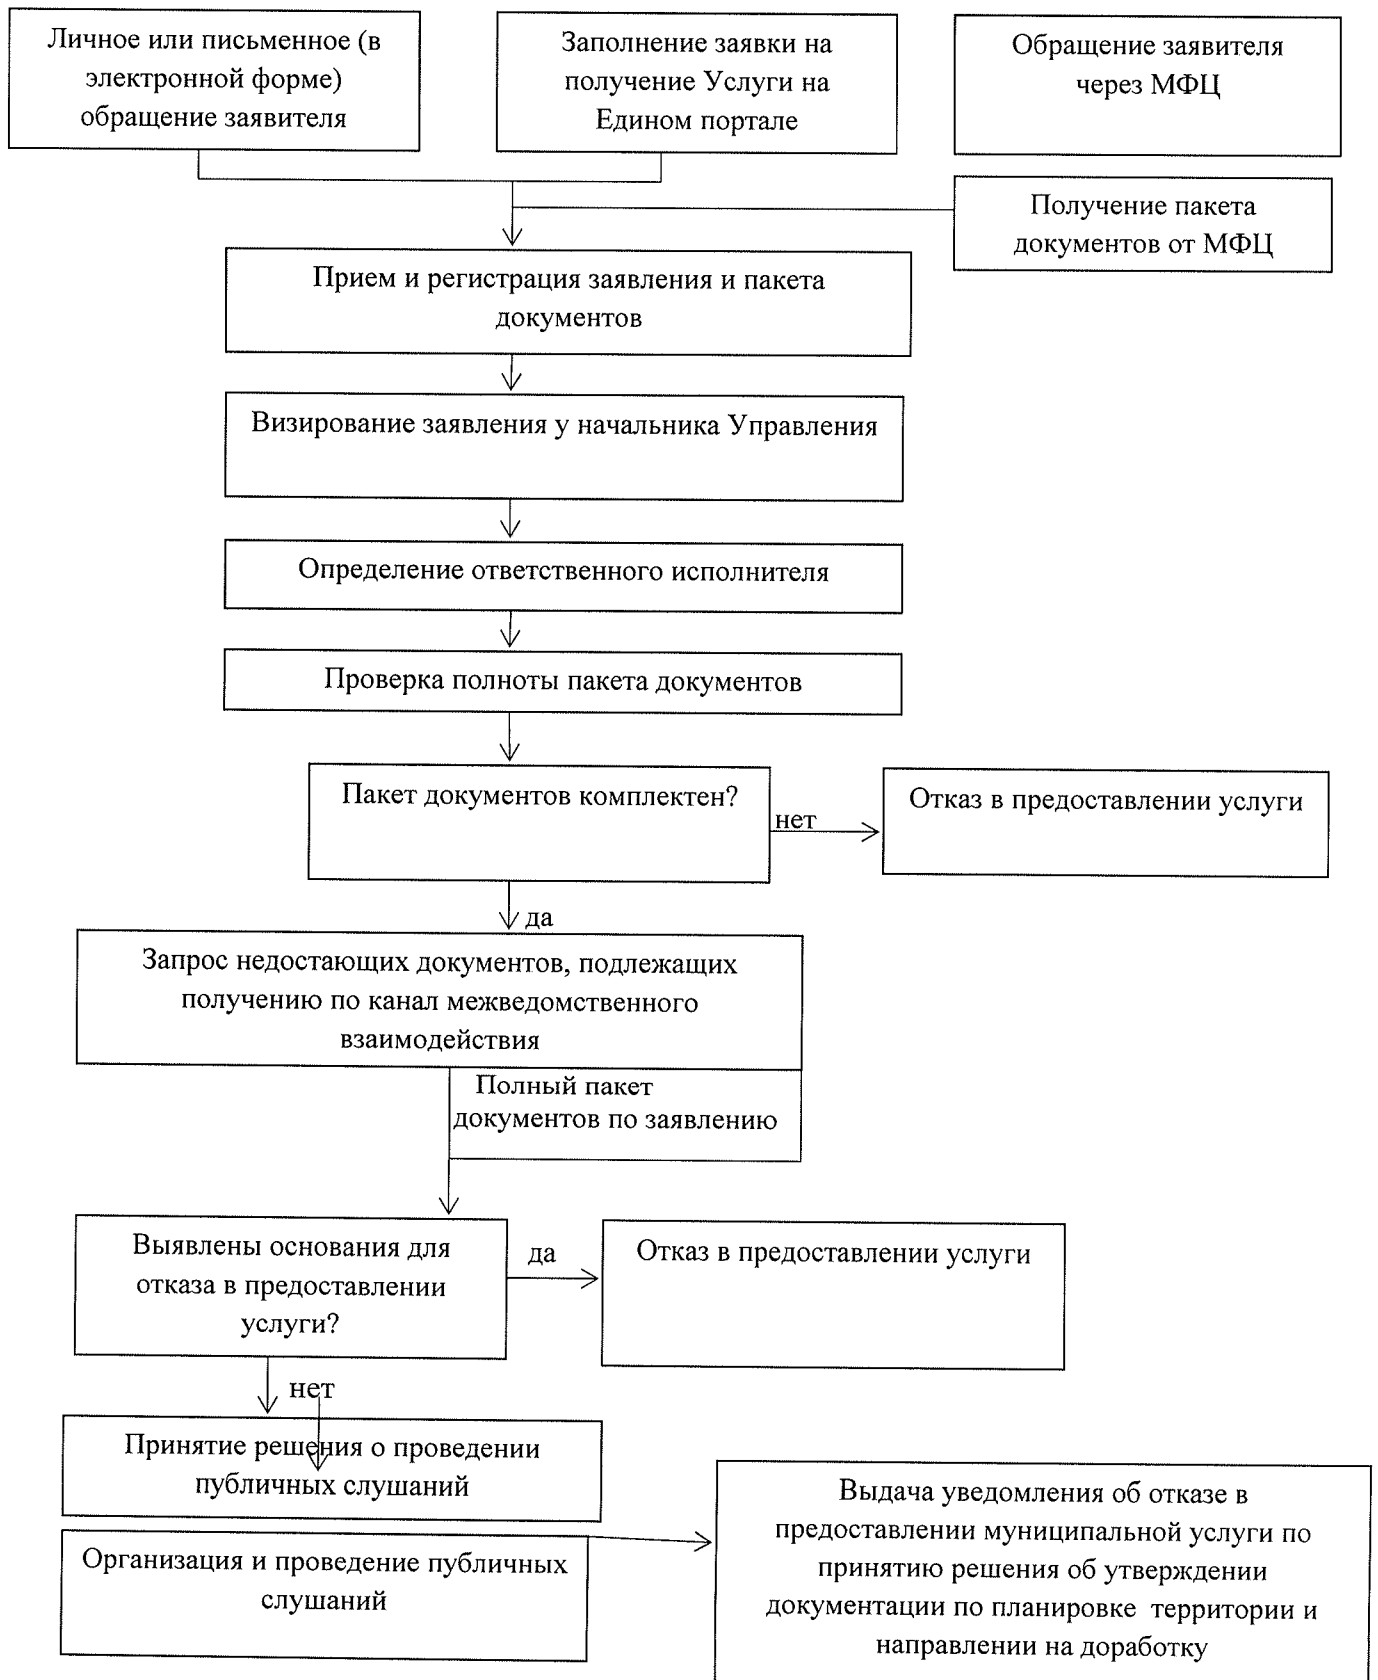 Личное или письменное (в
электронной форме)
обращение заявителя
Заполнение заявки на
получение Услуги на
Едином портале
Обращение заявителя
через МФЦ
Получение пакета
документов от МФЦ
Прием и регистрация заявления и пакета
документов
Визирование заявления у начальника Управления
Определение ответственного исполнителя
Проверка полноты пакета документов
Пакет документов комплектен?
нет
Отказ в предоставлении услуги
да
Запрос недостающих документов, подлежащих
получению по канал межведомственного
взаимодействия
Полный пакет
документов по заявлению
Выявлены основания для
отказа в предоставлении
услуги?
да
Отказ в предоставлении услуги
нет
Принятие решения о проведении
публичных слушаний
Организация и проведение публичных
слушаний
Выдача уведомления об отказе в
предоставлении муниципальной услуги по
принятию решения об утверждении
документации по планировке территории и
направлении на доработку